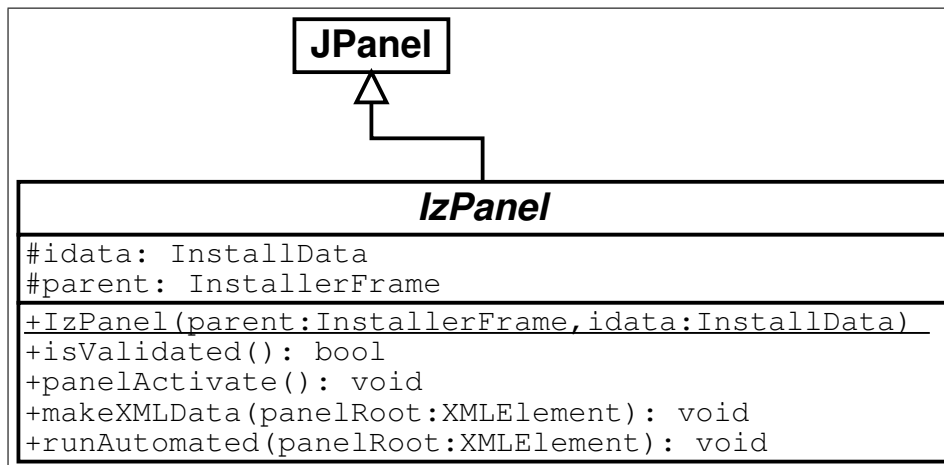 JPanel
IzPanel
#idata: InstallData
#parent: InstallerFrame
+IzPanel(parent:InstallerFrame,idata:InstallData)
+isValidated(): bool
+panelActivate(): void
+makeXMLData(panelRoot:XMLElement): void
+runAutomated(panelRoot:XMLElement): void